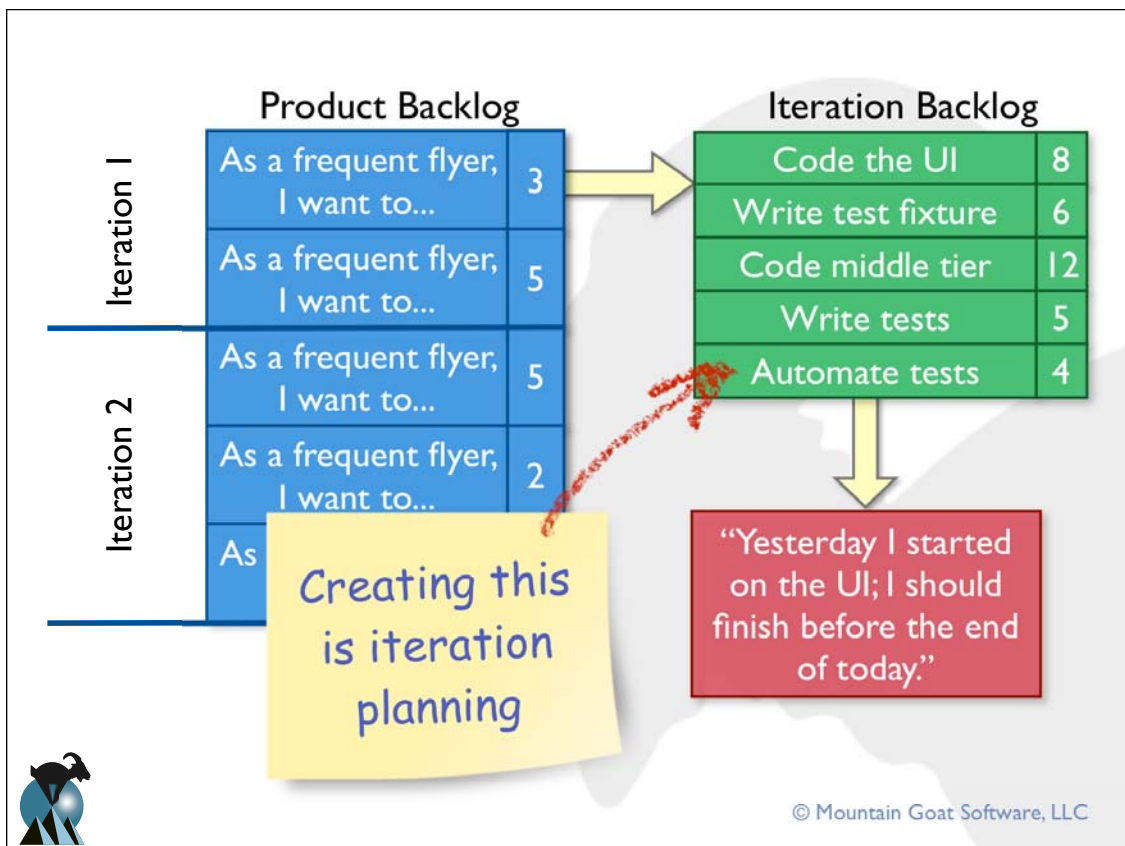 Product Backlog
Iteration 1
As a frequent flyer,
I want to...
3
As a frequent flyer,
I want to...
5
Iteration 2
As a frequent flyer,
I want to...
5
As a frequent flyer,
I want to...
2
As
Creating this
is iteration
planning
Iteration Backlog
Code the UI 8
Write test fixture 6
Code middle tier 12
Write tests 5
Automate tests 4
“Yesterday I started
on the UI; I should
finish before the end
of today.”
© Mountain Goat Software, LLC